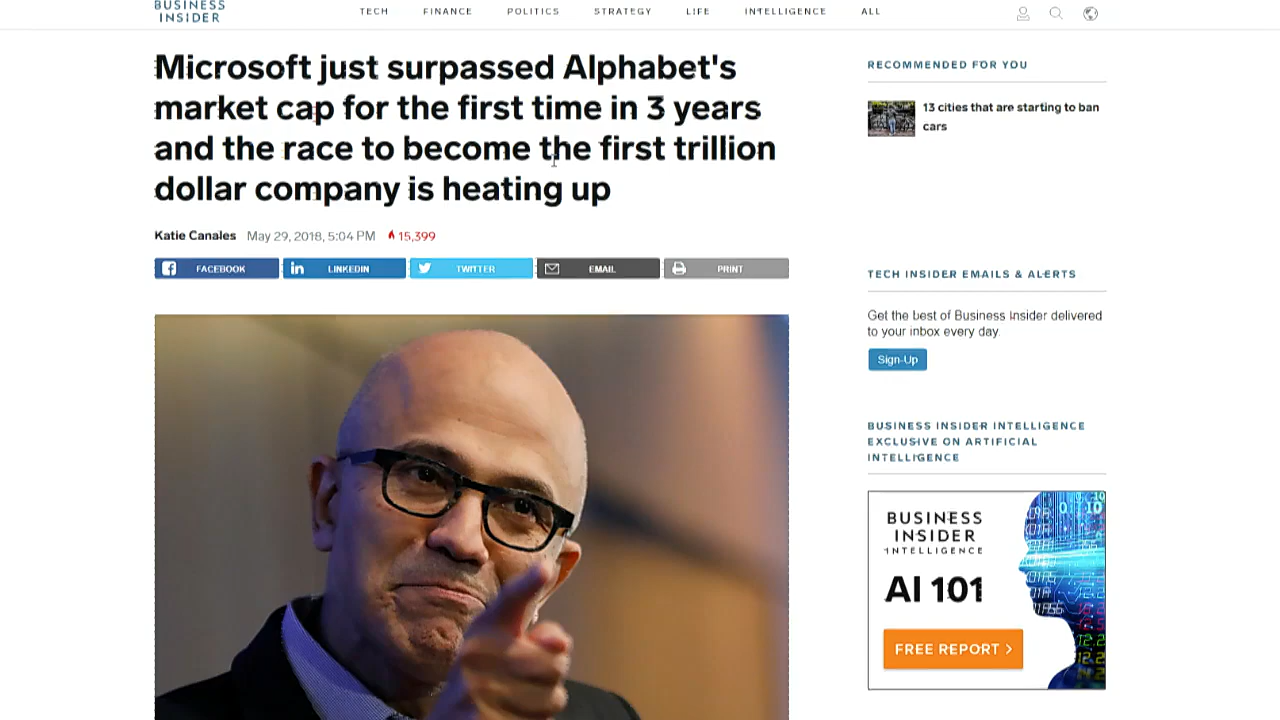 BUSINESS
INSIDER
TECH FINANCE POLITICS STRATEGY LIFE INTELLIGENCE ALL
Microsoft just surpassed Alphabet's
market cap for the first time in 3 years
and the race to become the first trillion
dollar company is heating up
Katie Canales May 29, 2018, 5:04 PM 15,399
FACEBOOK LINKEDIN TWITTER EMAIL PRINT
RECOMMENDED FOR YOU
13 cities that are starting to ban
cars
TECH INSIDER EMAILS & ALERTS
Get the best of Business Insider delivered
to your inbox every day.
Sign-Up
BUSINESS INSIDER INTELLIGENCE
EXCLUSIVE ON ARTIFICIAL
INTELLIGENCE
BUSINESS
INSIDER
INTELLIGENCE
AI 101
FREE REPORT >